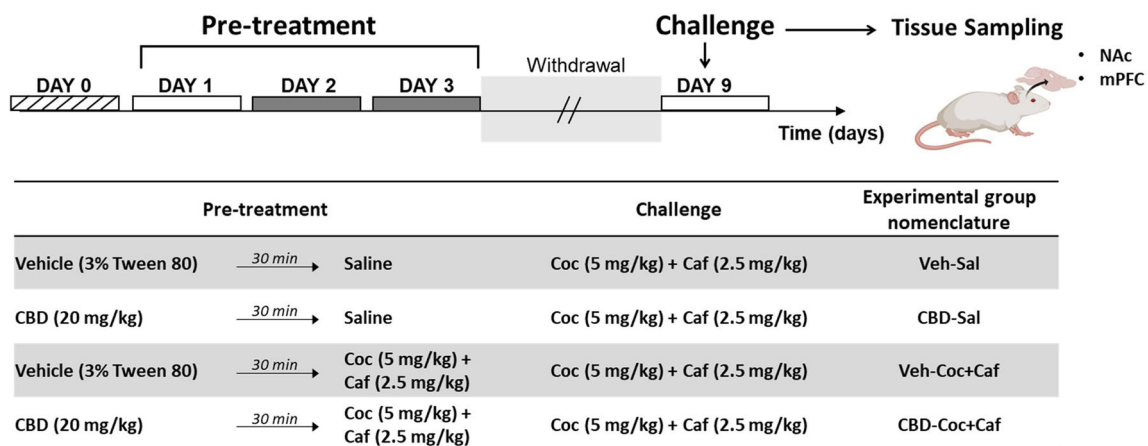 Pre-treatment
Challenge
Tissue Sampling
• NAc
• mPFC
Withdrawal
DAY 0
DAY 1
DAY 2
DAY 3
DAY 9
Time (days)
Pre-treatment
Challenge
Experimental group
nomenclature
Vehicle (3% Tween 80) 30 min Saline Coc (5 mg/kg) + Caf (2.5 mg/kg) Veh-Sal
CBD (20 mg/kg) 30 min Saline Coc (5 mg/kg) + Caf (2.5 mg/kg) CBD-Sal
Vehicle (3% Tween 80) 30 min Coc (5 mg/kg) +
Caf (2.5 mg/kg) Coc (5 mg/kg) + Caf (2.5 mg/kg) Veh-Coc+Caf
CBD (20 mg/kg) 30 min Coc (5 mg/kg) +
Caf (2.5 mg/kg) Coc (5 mg/kg) + Caf (2.5 mg/kg) CBD-Coc+Caf